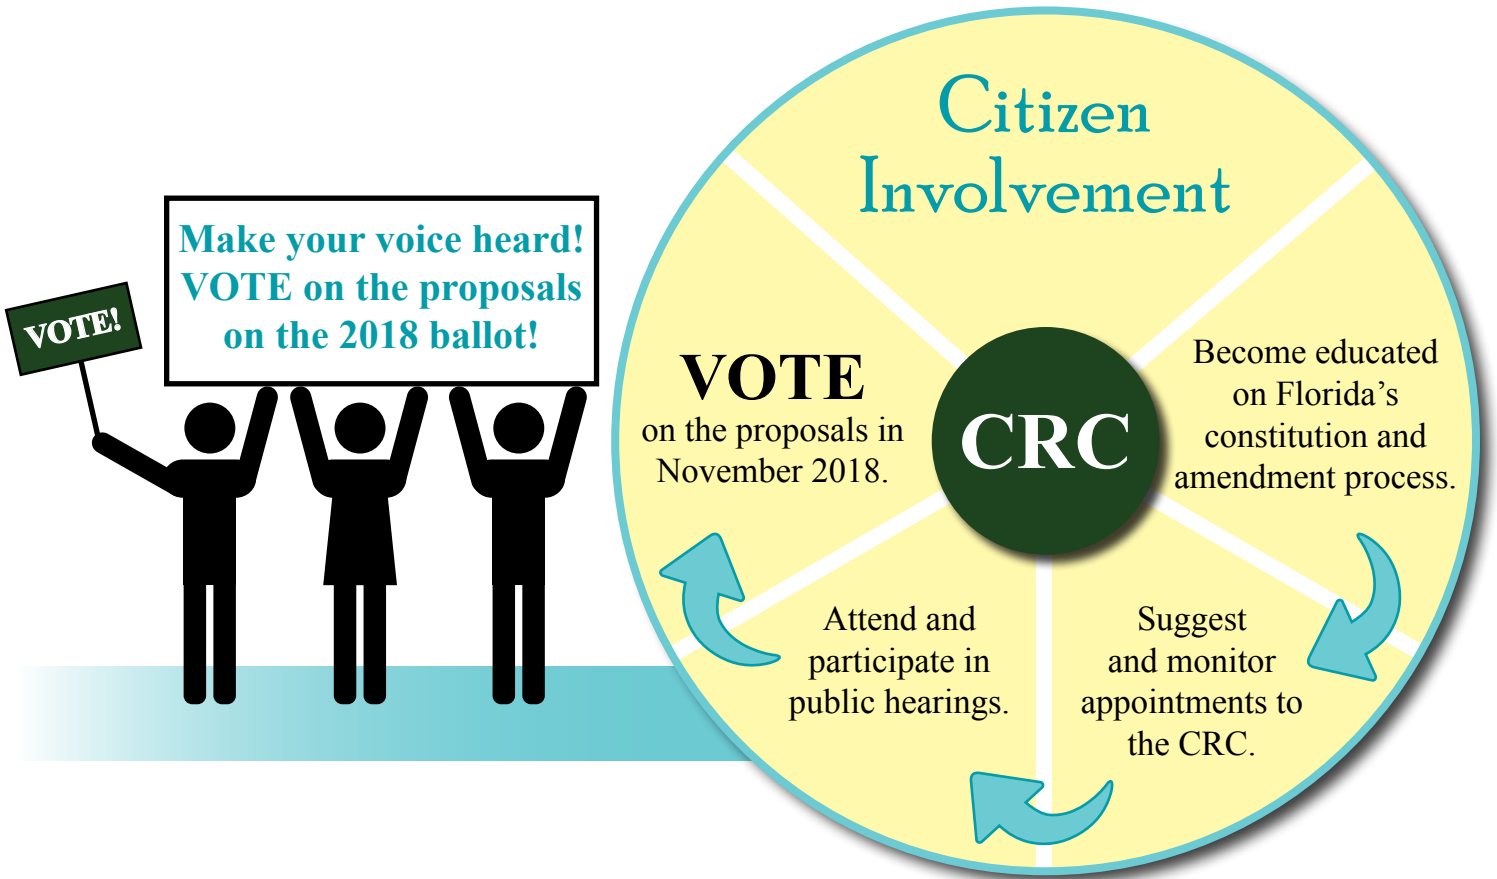 Citizen
Involvement
Make your voice heard!
VOTE on the proposals
on the 2018 ballot!
VOTE!
CRC
Become educated
on Florida’s
constitution and
amendment process.
Suggest
and monitor
appointments to
the CRC.
Attend and
participate in
public hearings.
VOTE
on the proposals in
November 2018.